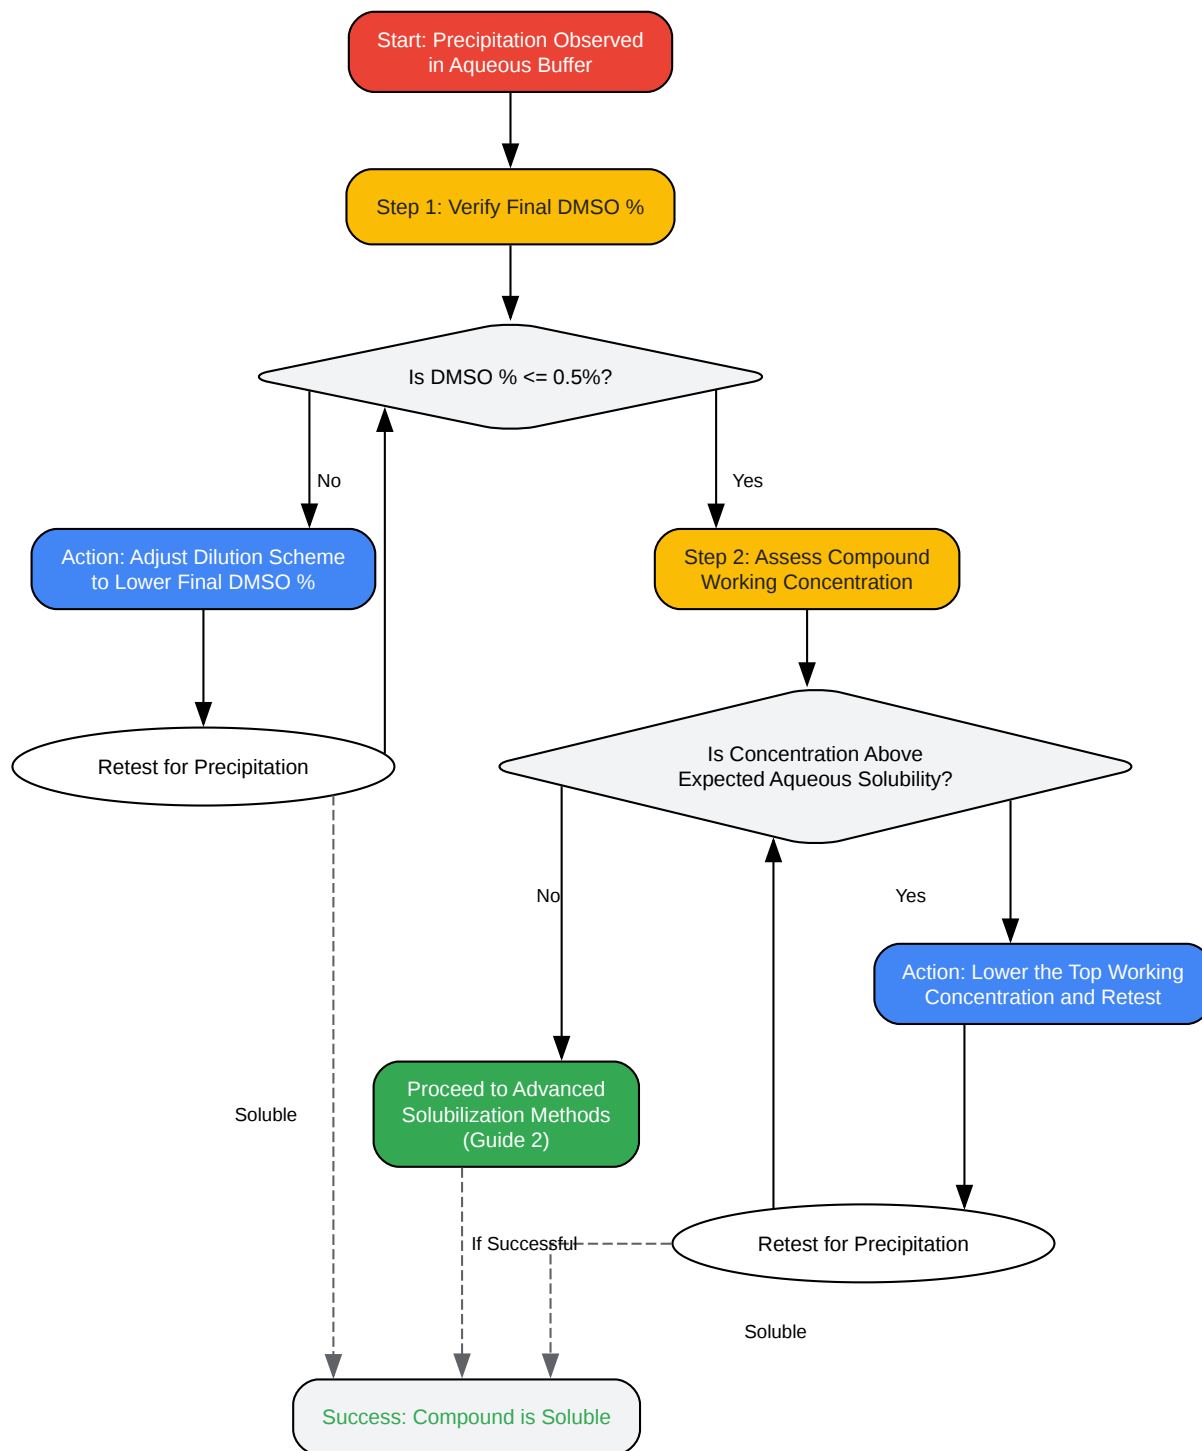 Start: Precipitation Observed
in Aqueous Buffer
Step 1: Verify Final DMSO %
Is DMSO % <= 0.5%?
No
Yes
Action: Adjust Dilution Scheme
to Lower Final DMSO %
Step 2: Assess Compound
Working Concentration
Retest for Precipitation
Is Concentration Above
Expected Aqueous Solubility?
No
Yes
Action: Lower the Top Working
Concentration and Retest
Proceed to Advanced
Solubilization Methods
(Guide 2)
Soluble
If Successful
Retest for Precipitation
Soluble
Success: Compound is Soluble